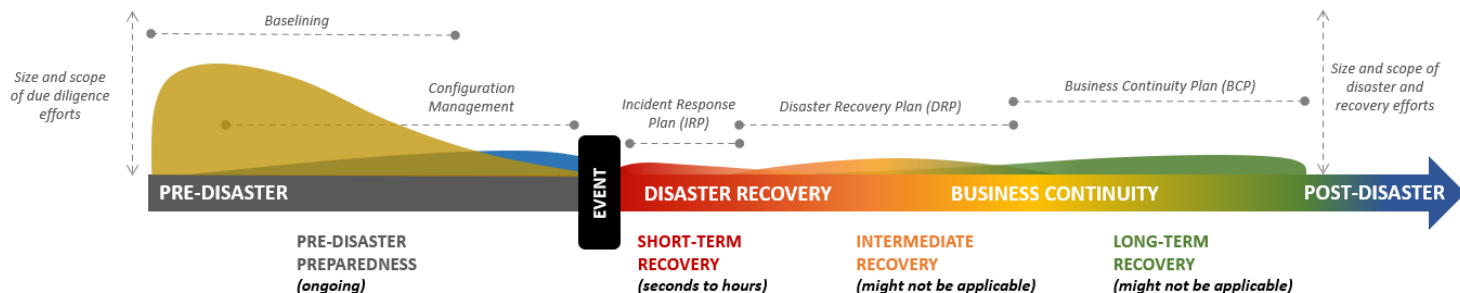 Baselining
Size and scope
of due diligence
efforts
Configuration
Management
Incident Response
Plan (IRP)
Disaster Recovery Plan (DRP)
Business Continuity Plan (BCP)
Size and scope of
disaster and
recovery efforts
PRE-DISASTER
EVENT
DISASTER RECOVERY
BUSINESS CONTINUITY
POST-DISASTER
PRE-DISASTER
PREPAREDNESS
(ongoing)
SHORT-TERM
RECOVERY
(seconds to hours)
INTERMEDIATE
RECOVERY
(might not be applicable)
LONG-TERM
RECOVERY
(might not be applicable)